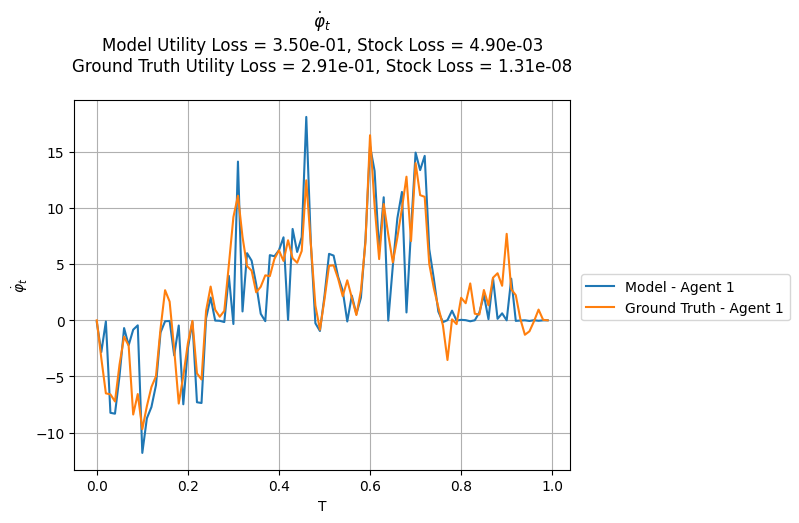 φ̇ₜ
Model Utility Loss = 3.50e-01, Stock Loss = 4.90e-03
Ground Truth Utility Loss = 2.91e-01, Stock Loss = 1.31e-08
15
10
5
0
−5
−10
φ̇ₜ
0.0 0.2 0.4 0.6 0.8 1.0
T
Model - Agent 1
Ground Truth - Agent 1